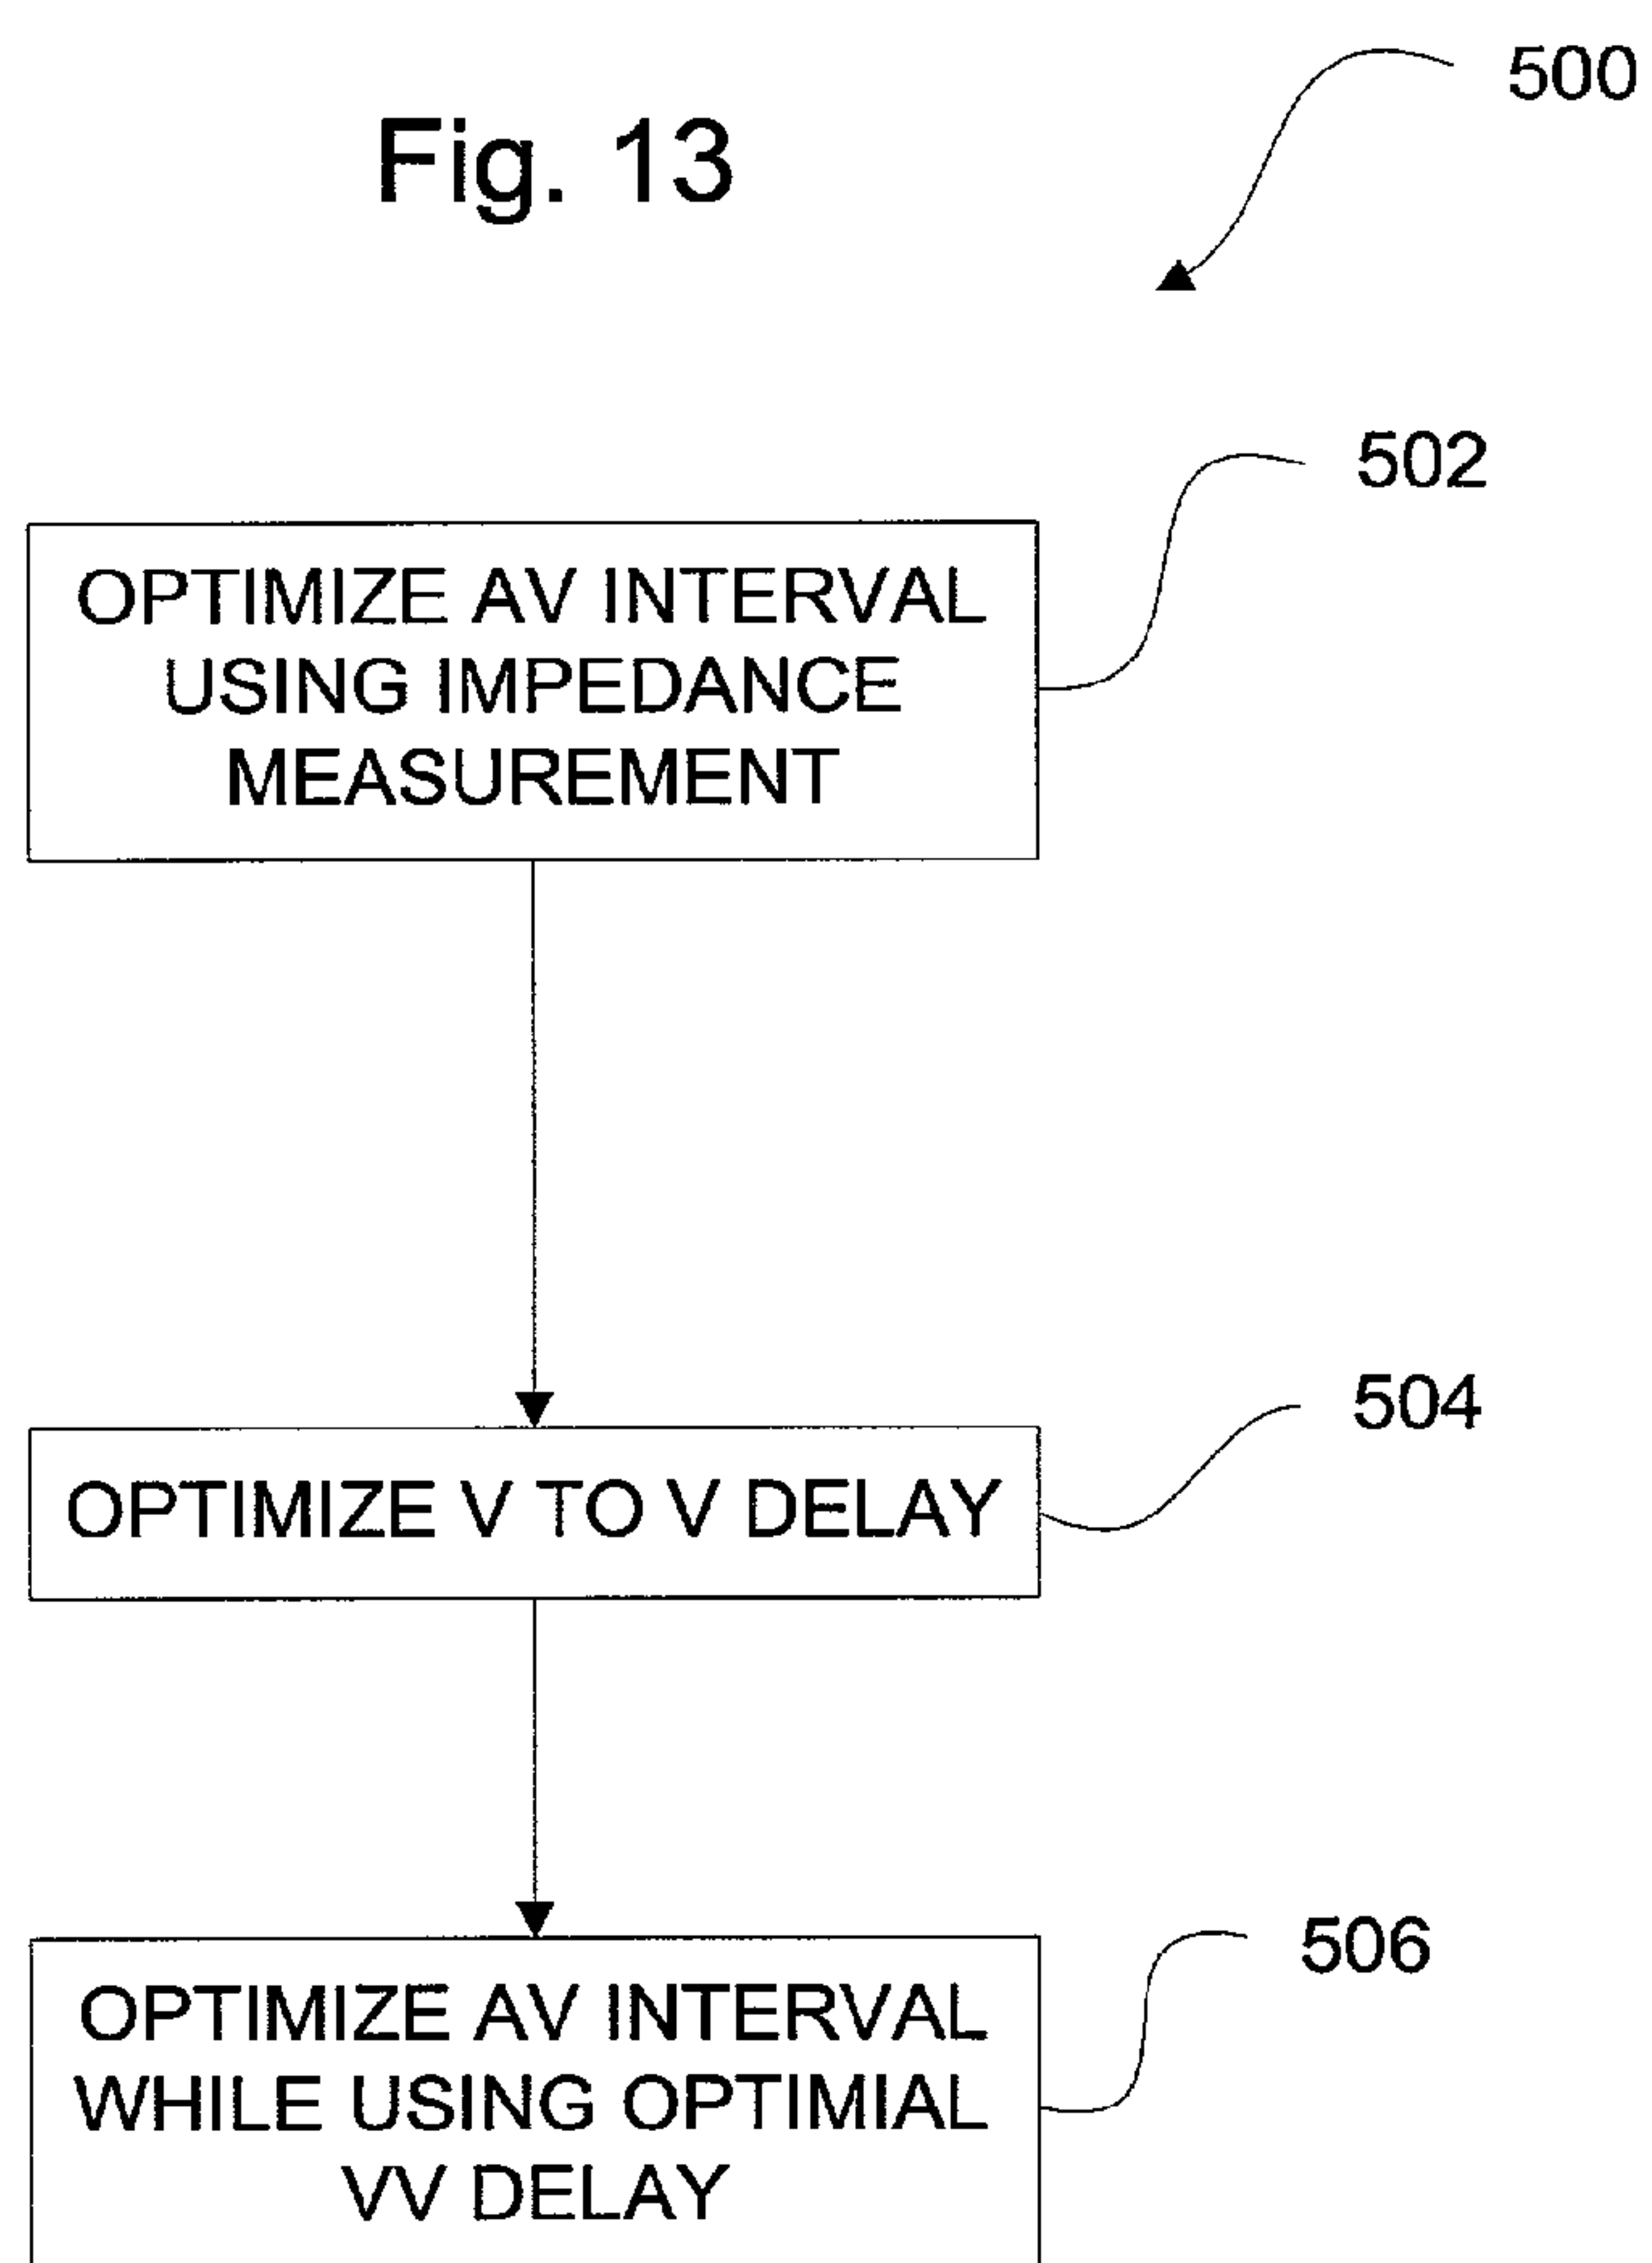 500
Fig. 13
502
OPTIMIZE AV INTERVAL
USING IMPEDANCE
MEASUREMENT
504
OPTIMIZE V TO V DELAY
506
OPTIMIZE AV INTERVAL
WHILE USING OPTIMIAL
VV DELAY